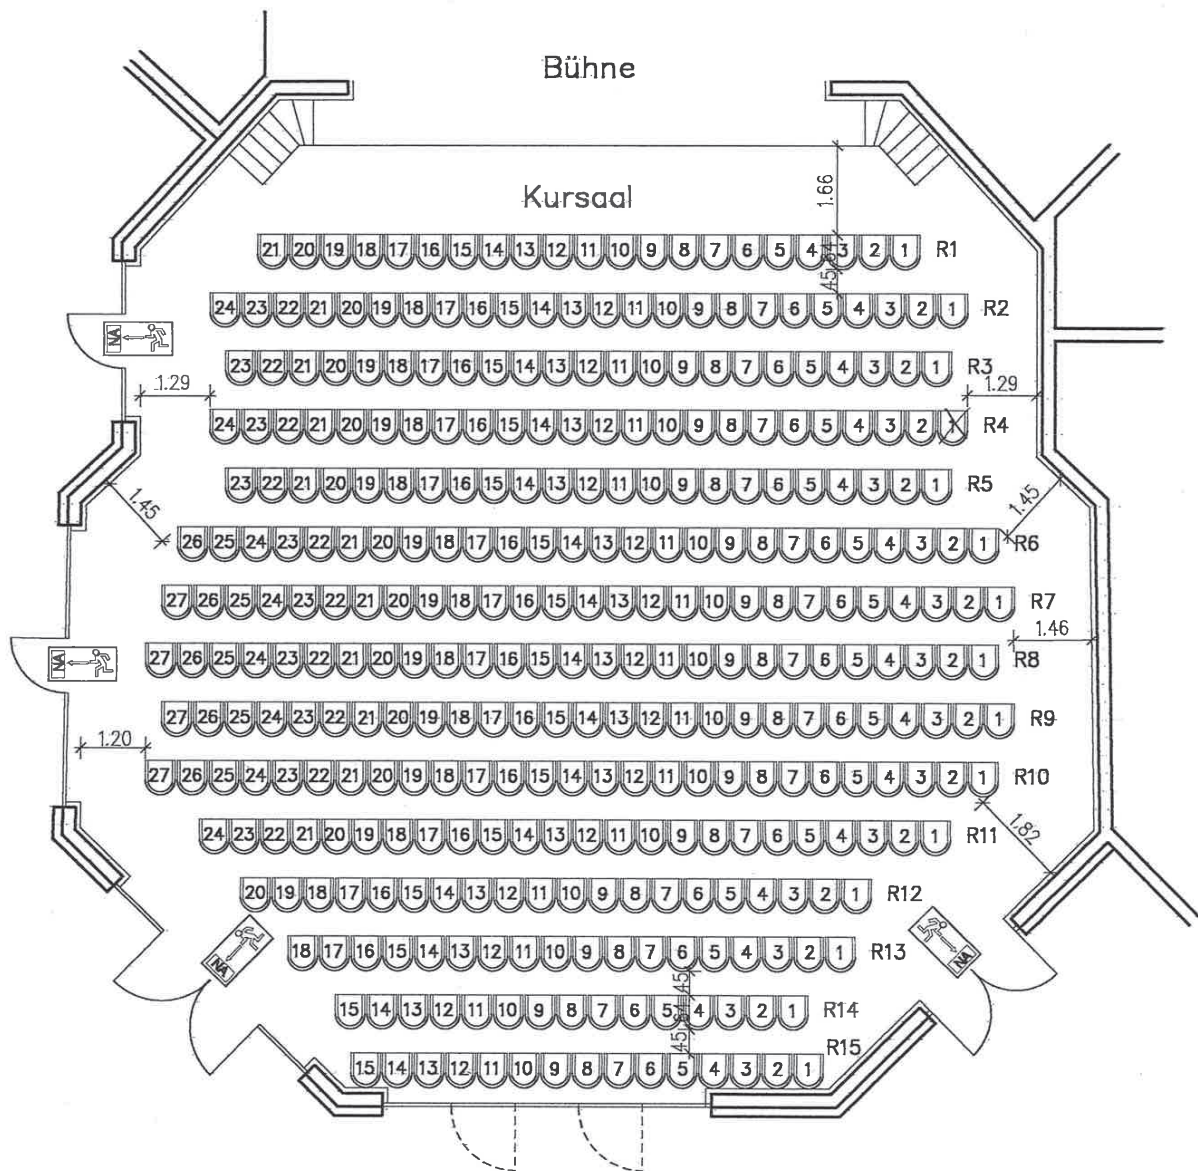 Bühne
1.66
Kursaal
21 20 19 18 17 16 15 14 13 12 11 10 9 8 7 6 5 4 3 2 1 R1
45 54
24 23 22 21 20 19 18 17 16 15 14 13 12 11 10 9 8 7 6 5 4 3 2 1 R2
NA
23 22 21 20 19 18 17 16 15 14 13 12 11 10 9 8 7 6 5 4 3 2 1 R3
1.29 1.29
24 23 22 21 20 19 18 17 16 15 14 13 12 11 10 9 8 7 6 5 4 3 2 1 R4
23 22 21 20 19 18 17 16 15 14 13 12 11 10 9 8 7 6 5 4 3 2 1 R5
1.45 1.45
26 25 24 23 22 21 20 19 18 17 16 15 14 13 12 11 10 9 8 7 6 5 4 3 2 1 R6
27 26 25 24 23 22 21 20 19 18 17 16 15 14 13 12 11 10 9 8 7 6 5 4 3 2 1 R7
1.46
NA
27 26 25 24 23 22 21 20 19 18 17 16 15 14 13 12 11 10 9 8 7 6 5 4 3 2 1 R8
27 26 25 24 23 22 21 20 19 18 17 16 15 14 13 12 11 10 9 8 7 6 5 4 3 2 1 R9
1.20
27 26 25 24 23 22 21 20 19 18 17 16 15 14 13 12 11 10 9 8 7 6 5 4 3 2 1 R10
1.82
24 23 22 21 20 19 18 17 16 15 14 13 12 11 10 9 8 7 6 5 4 3 2 1 R11
20 19 18 17 16 15 14 13 12 11 10 9 8 7 6 5 4 3 2 1 R12
NA NA
18 17 16 15 14 13 12 11 10 9 8 7 6 5 4 3 2 1 R13
45
15 14 13 12 11 10 9 8 7 6 5 4 3 2 1 R14
45 54
R15
15 14 13 12 11 10 9 8 7 6 5 4 3 2 1